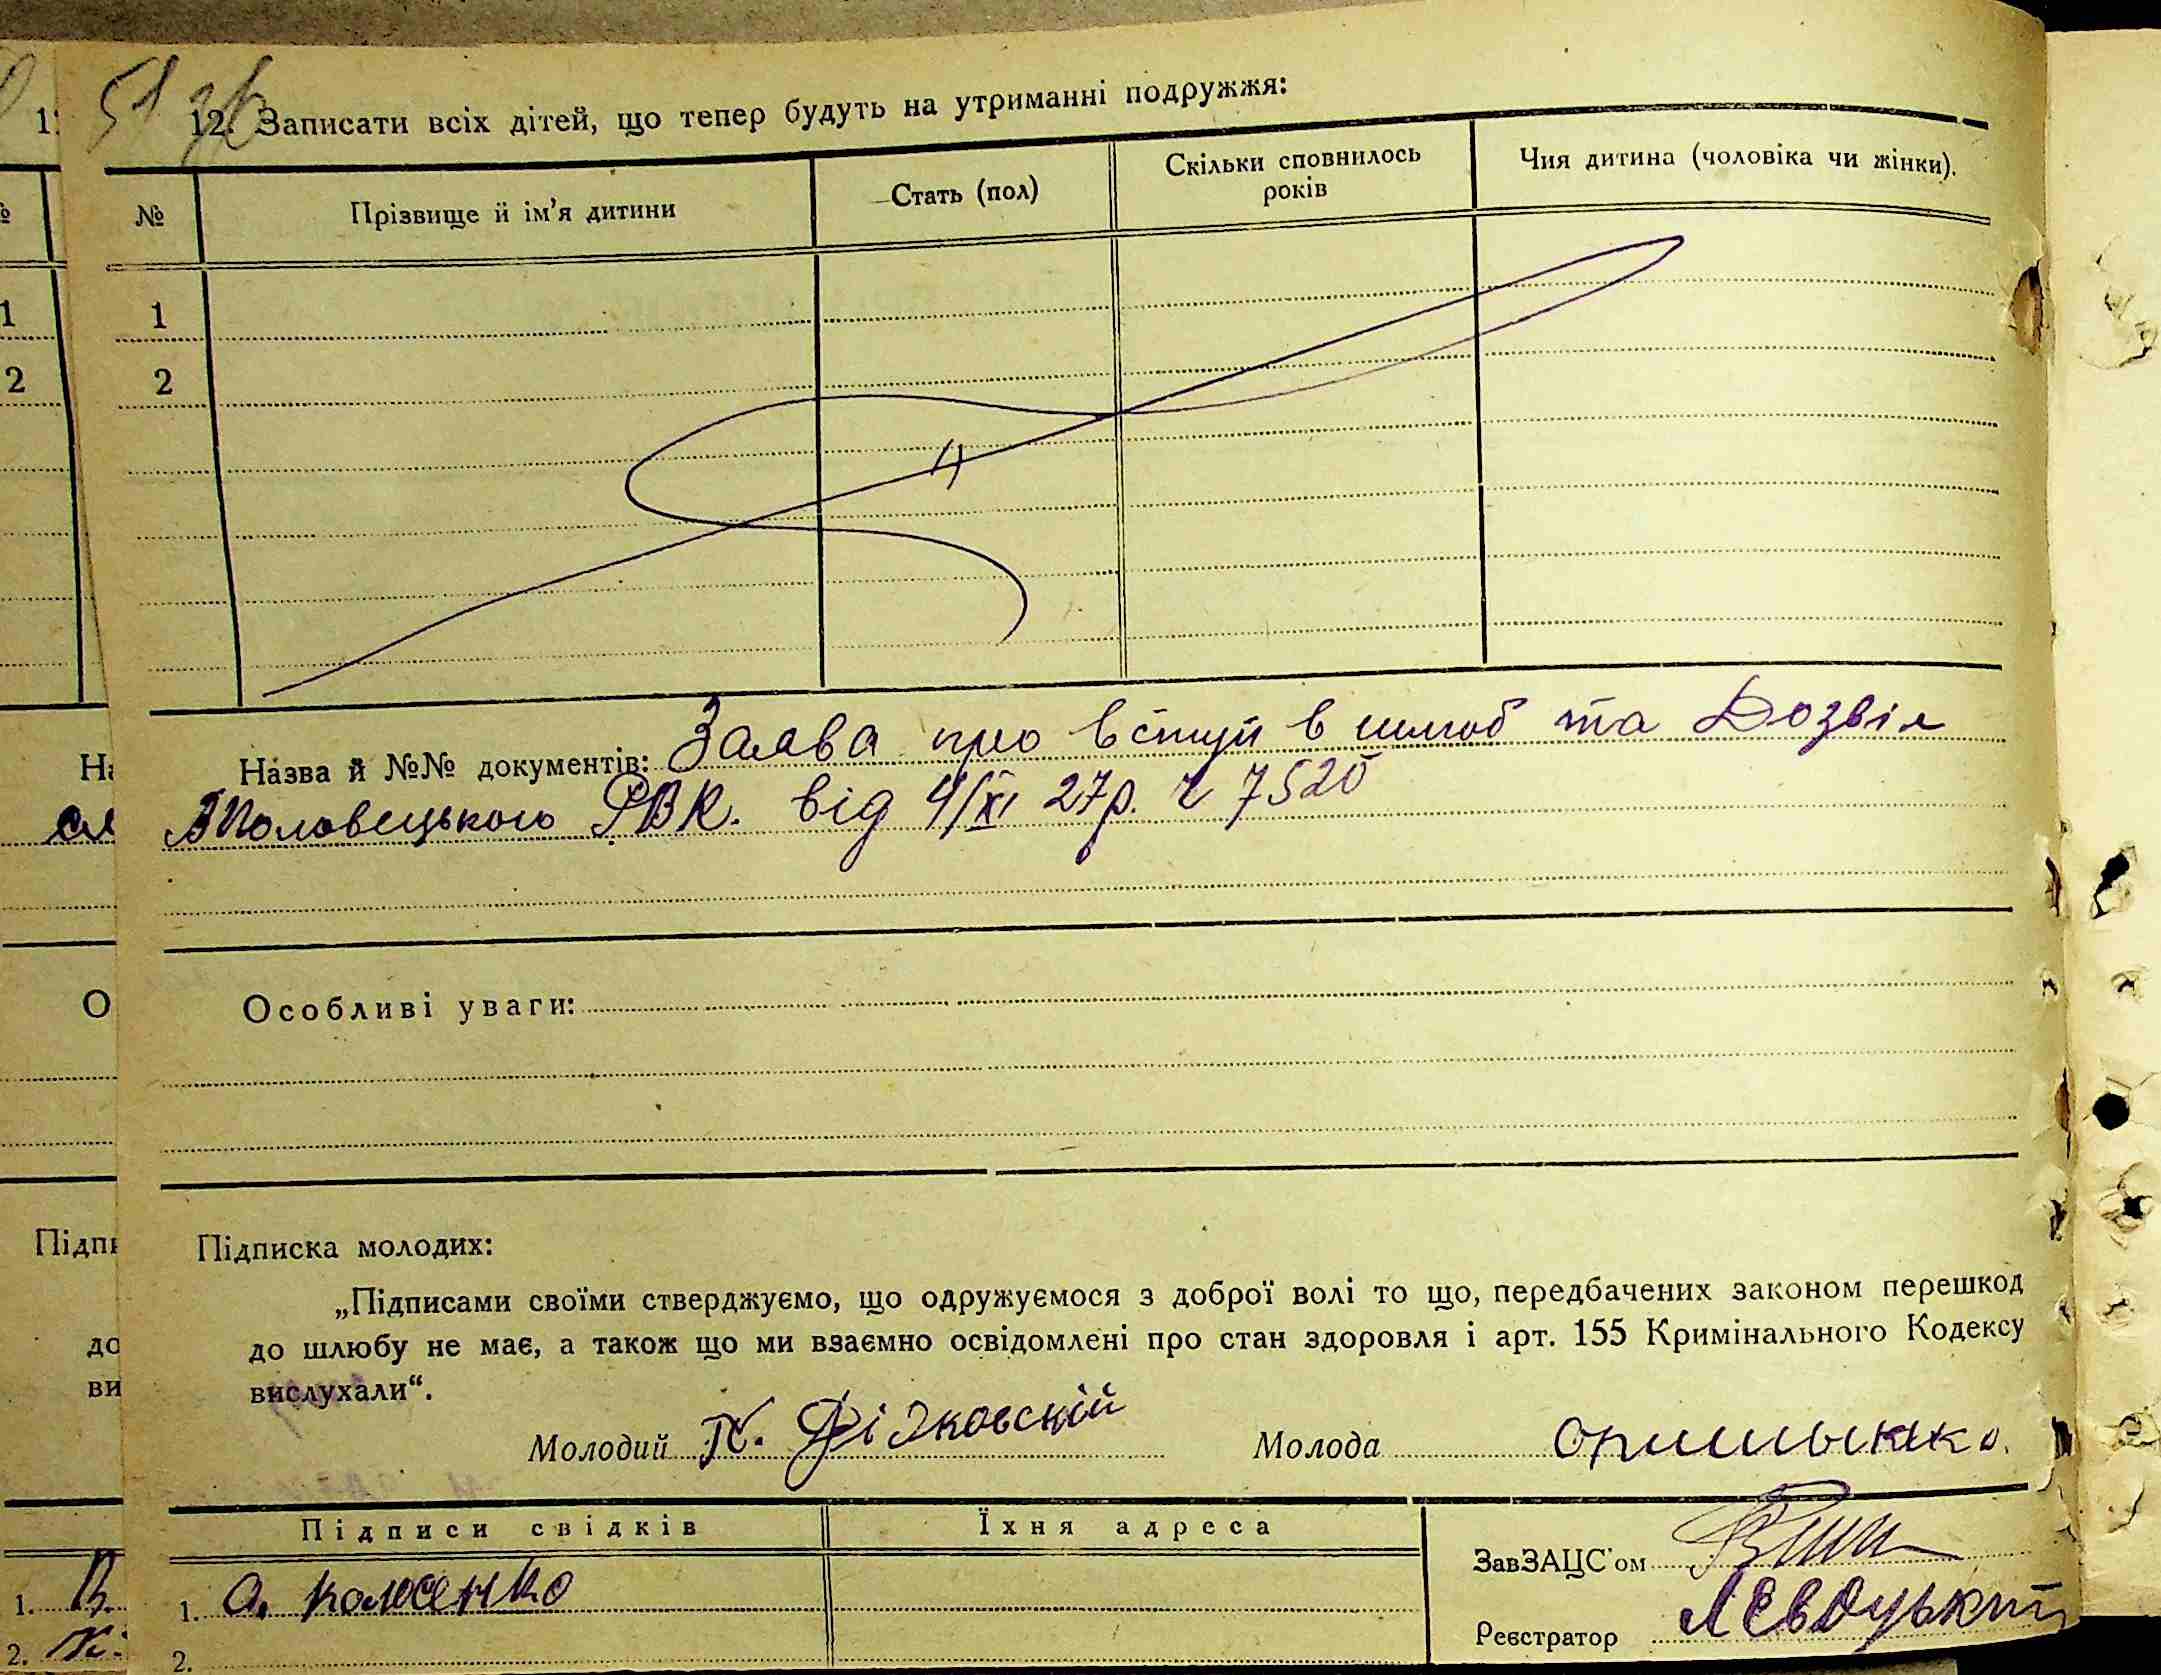 51 зв
12. Записати всіх дітей, що тепер будуть на утриманні подружжя:
№ Прізвище й ім'я дитини Стать (пол) Скільки сповнилось років Чия дитина (чоловіка чи жінки).
1
2
Назва й №№ документів: Заява про вступ в шлюб та Дозвіл
Половецького РВК. від 4/XI 27р. ч 7520
Особливі уваги:
Підписка молодих:
„Підписами своїми стверджуємо, що одружуємося з доброї волі то що, передбачених законом перешкод
до шлюбу не має, а також що ми взаємно освідомлені про стан здоровля і арт. 155 Кримінального Кодексу
вислухали“.
Молодий К. Молода
Підписи свідків Їхня адреса
ЗавЗАЦС'ом
1. О. Колюсенко
Реєстратор
2.